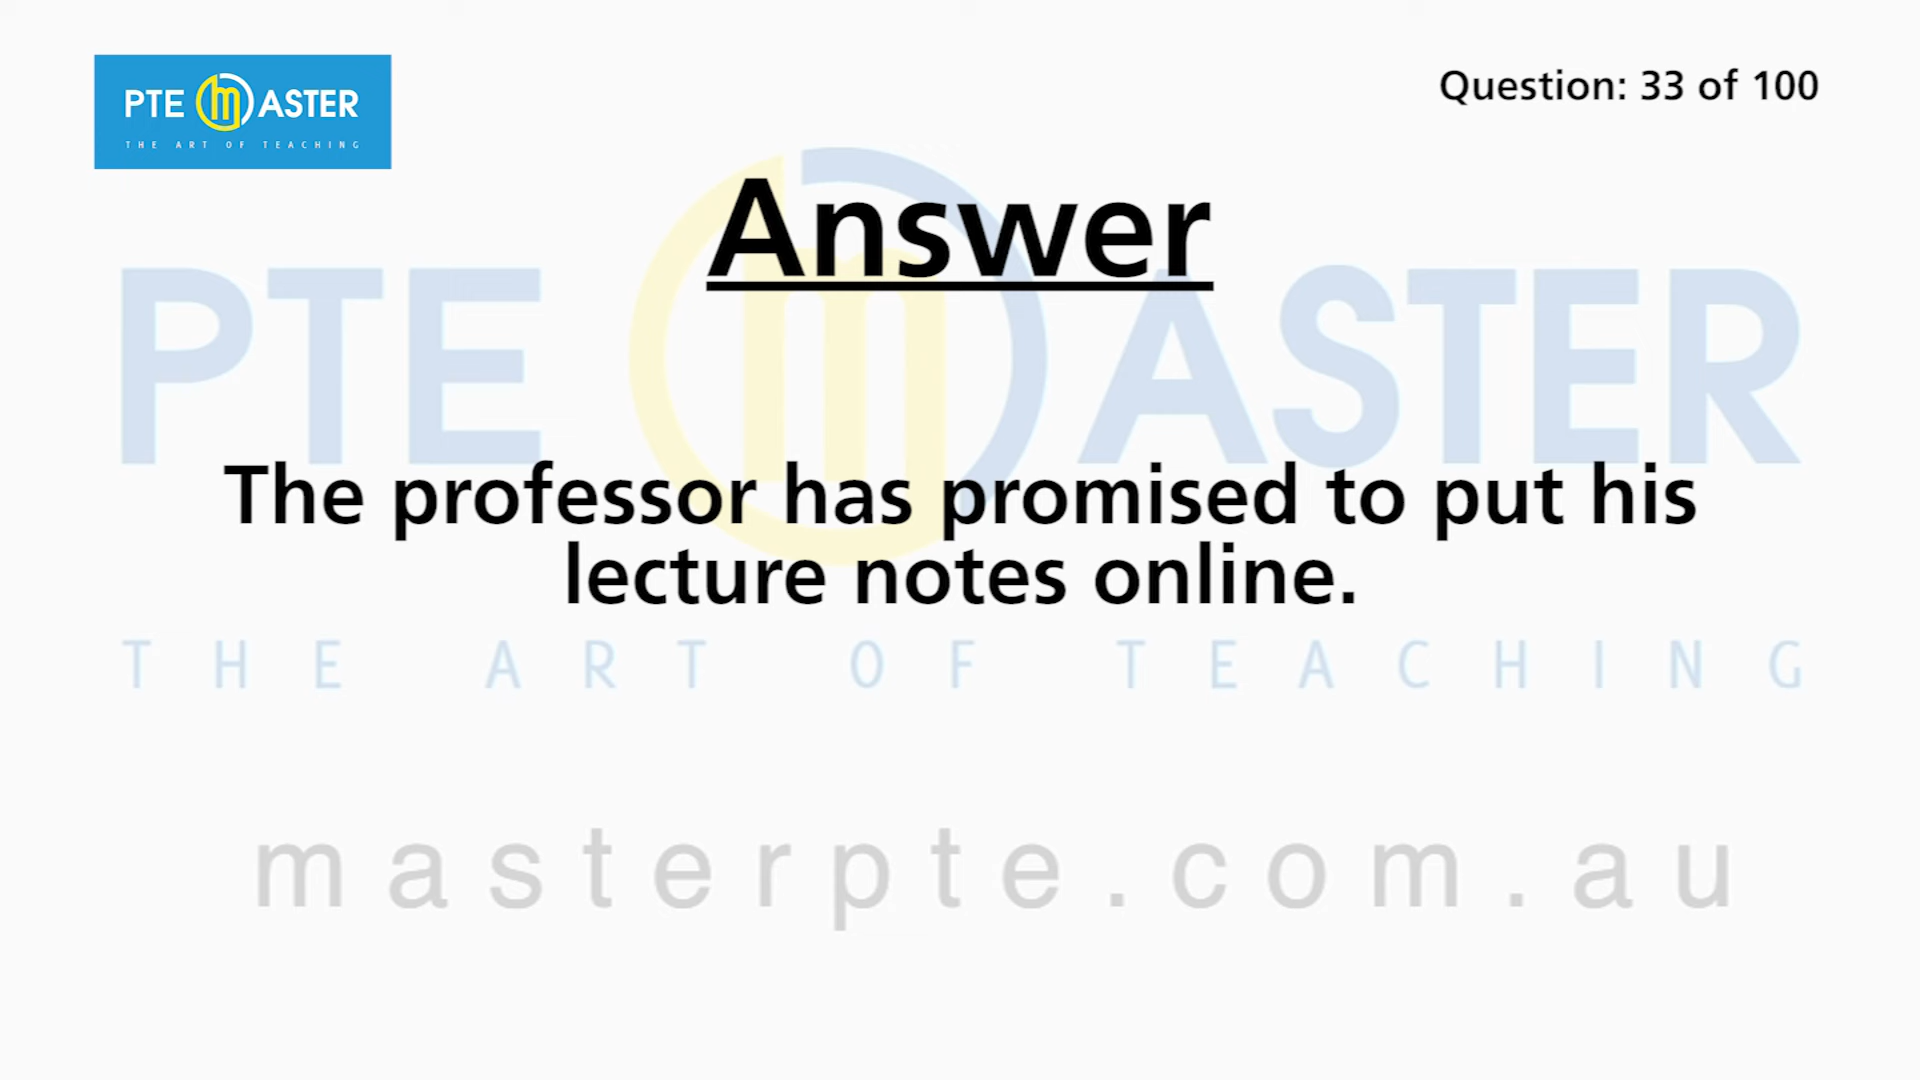 PTE MASTER
THE ART OF TEACHING
Question: 33 of 100
Answer
PTE MASTER
The professor has promised to put his
lecture notes online.
THE ART OF TEACHING
masterpte.com.au